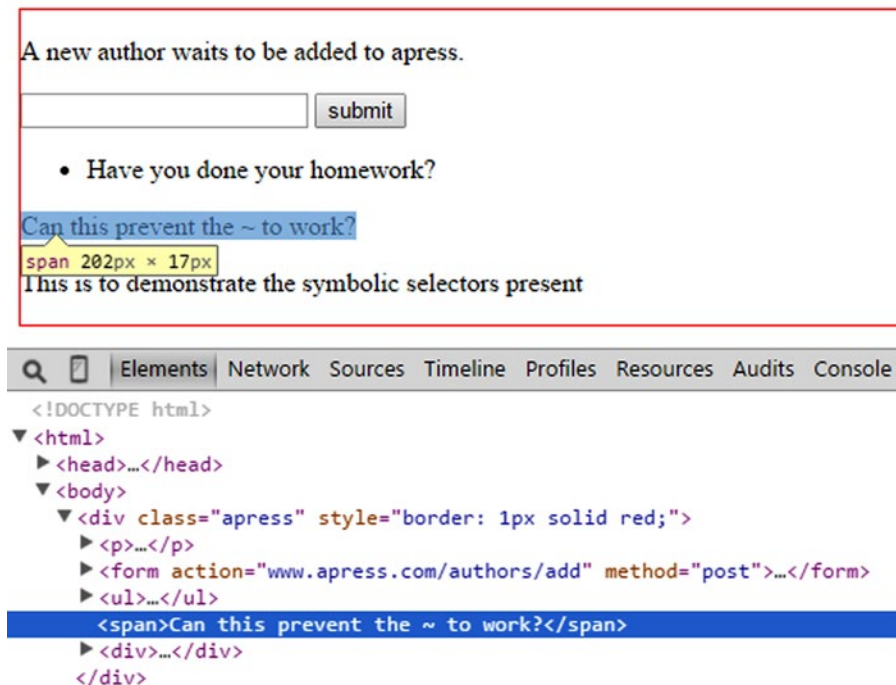 A new author waits to be added to apress.
submit
• Have you done your homework?
Can this prevent the ~ to work?
span 202px × 17px
This is to demonstrate the symbolic selectors present
Elements Network Sources Timeline Profiles Resources Audits Console
<!DOCTYPE html>
▼<html>
▶<head>…</head>
▼<body>
▼<div class="apress" style="border: 1px solid red;">
▶<p>…</p>
▶<form action="www.apress.com/authors/add" method="post">…</form>
▶<ul>…</ul>
<span>Can this prevent the ~ to work?</span>
▶<div>…</div>
</div>